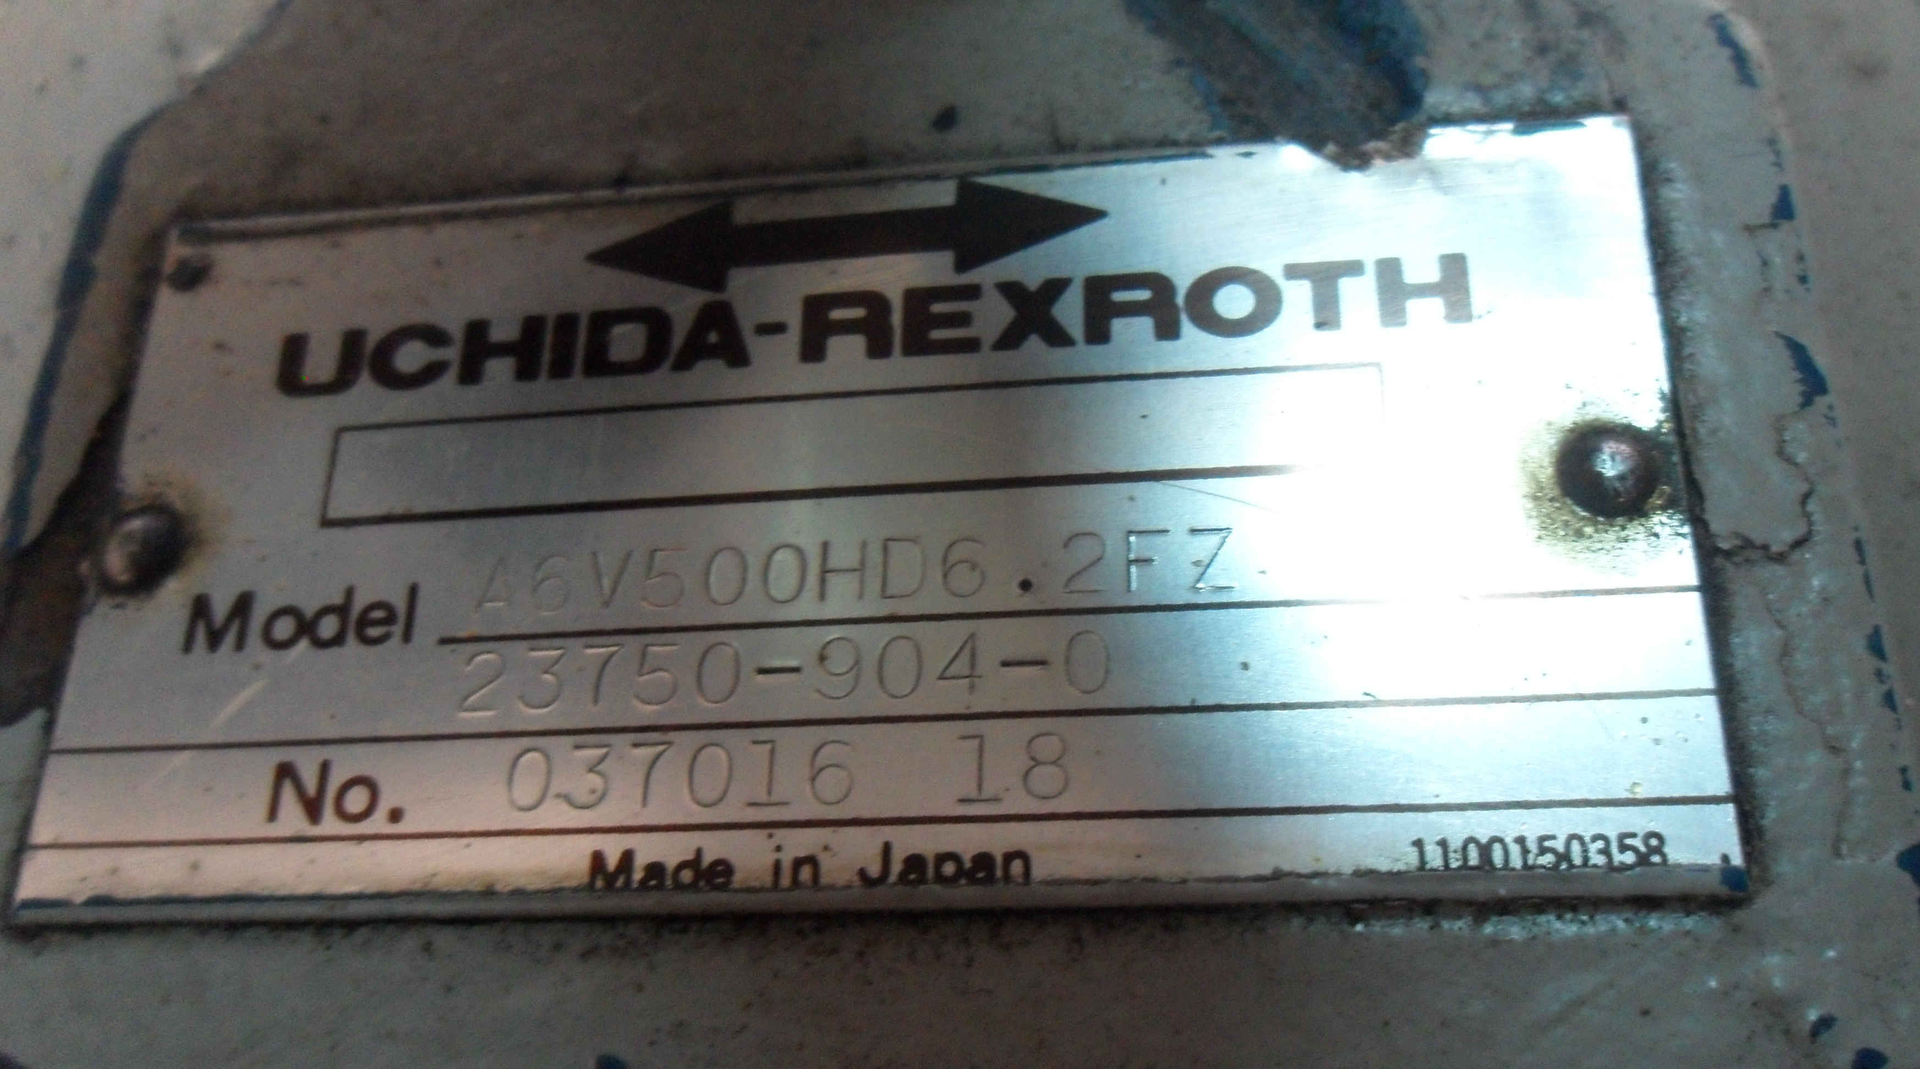 UCHIDA-REXROTH
Model A6V500HD6.2FZ
23750-904-0
No. 037016 18
Made in Japan 1100150358